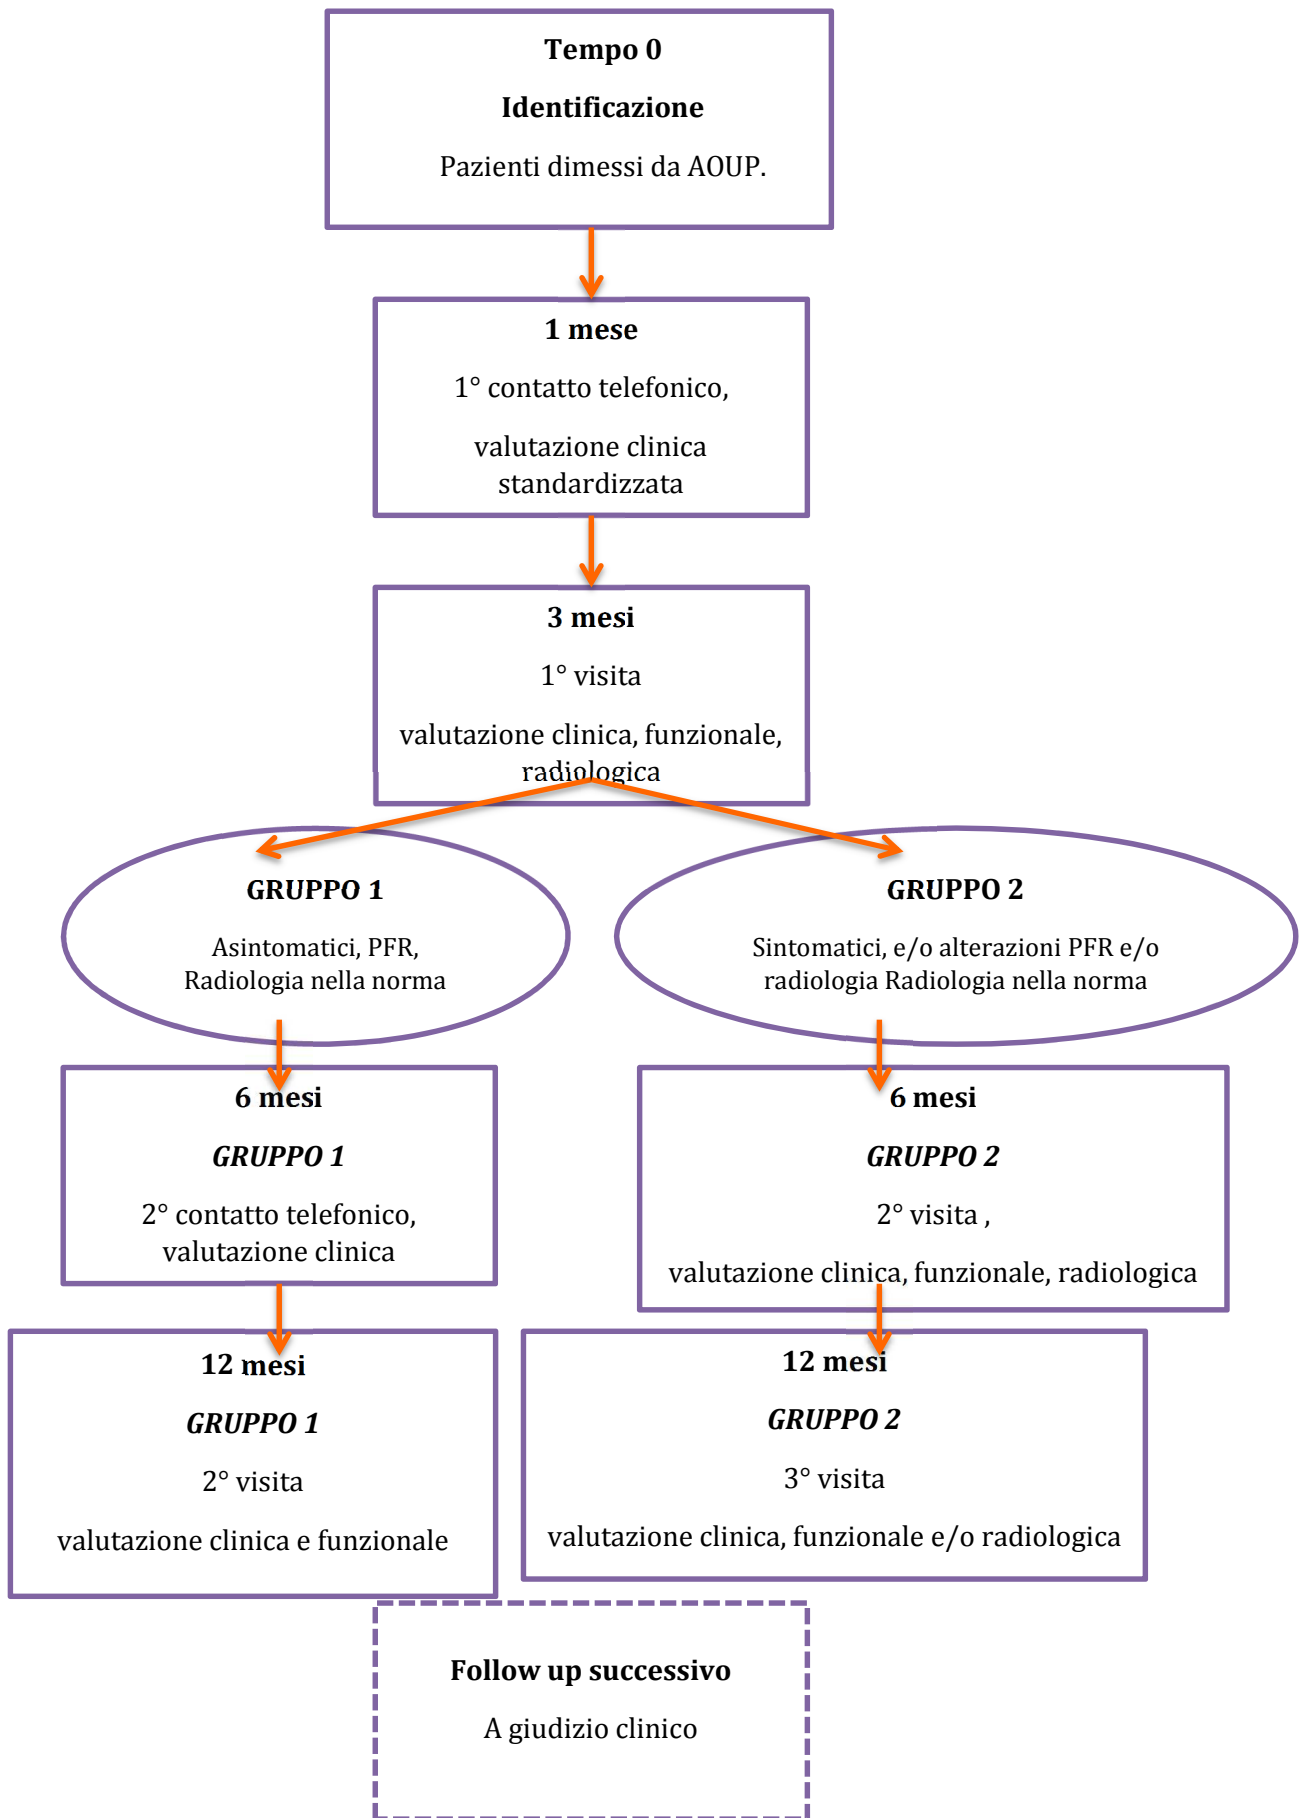 Tempo 0
Identificazione
Pazienti dimessi da AOUP.
1 mese
1° contatto telefonico,
valutazione clinica
standardizzata
3 mesi
1° visita
valutazione clinica, funzionale,
radiologica
GRUPPO 1
Asintomatici, PFR,
Radiologia nella norma
GRUPPO 2
Sintomatici, e/o alterazioni PFR e/o
radiologia Radiologia nella norma
6 mesi
GRUPPO 1
2° contatto telefonico,
valutazione clinica
6 mesi
GRUPPO 2
2° visita ,
valutazione clinica, funzionale, radiologica
12 mesi
GRUPPO 1
2° visita
valutazione clinica e funzionale
12 mesi
GRUPPO 2
3° visita
valutazione clinica, funzionale e/o radiologica
Follow up successivo
A giudizio clinico